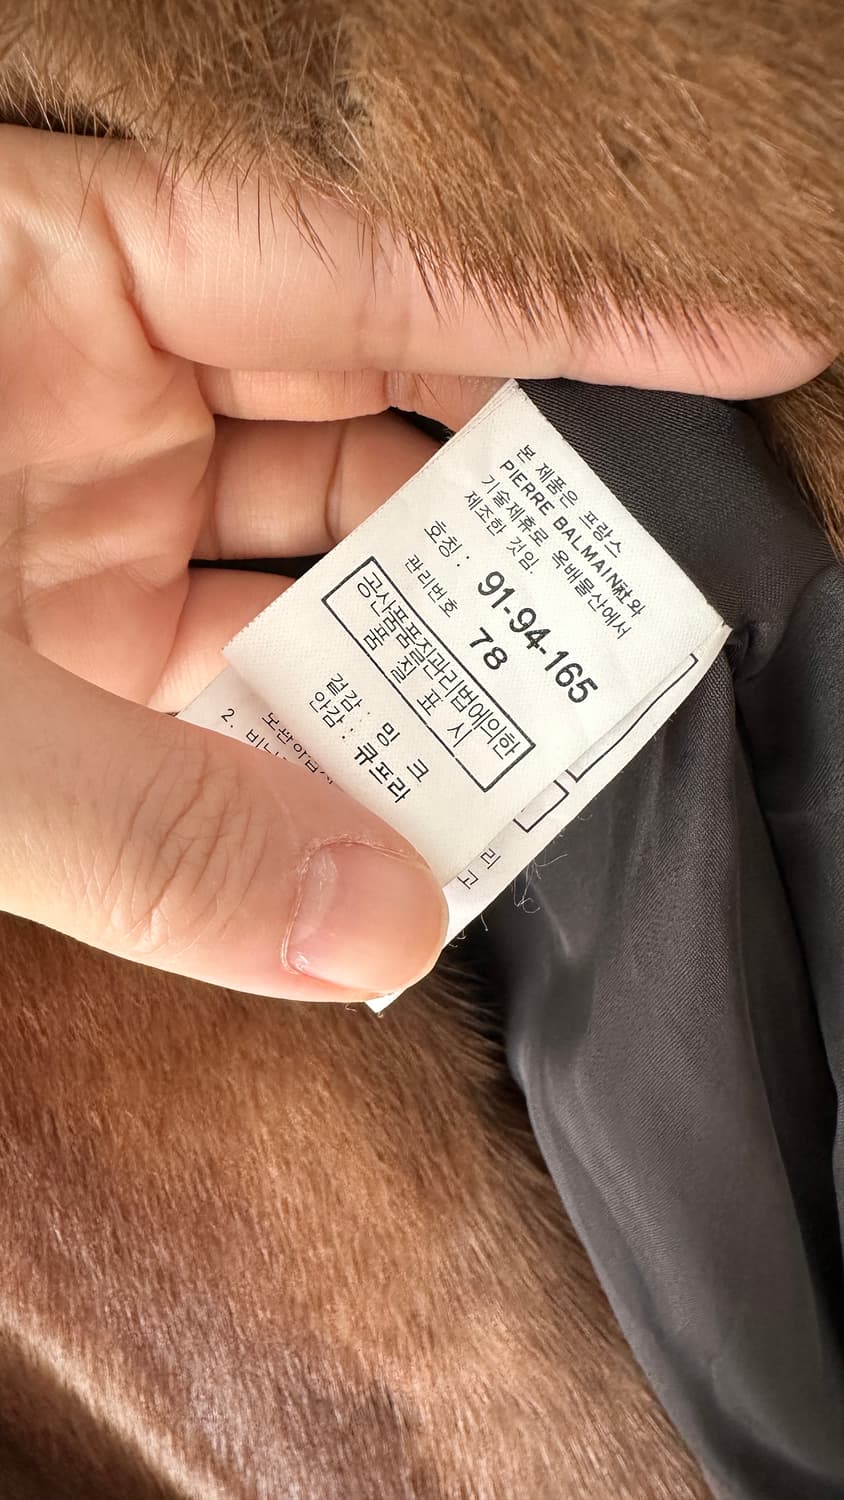 본 제품은 프랑스
PIERRE BALMAIN社와
기술제휴로 옥배물산에서
제조한 것임.
호칭 : 91-94-165
관리번호 78
공산품품질관리법에의한
품 질 표 시
겉감 : 밍 크
안감 : 큐프라
2.
리
고